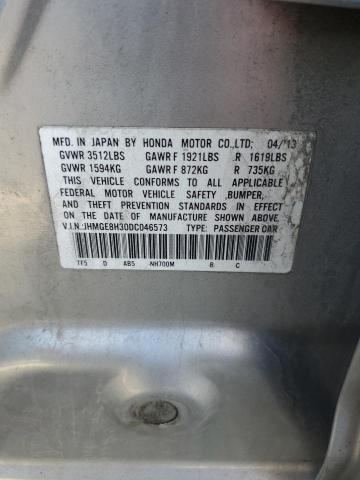 MFD. IN JAPAN BY HONDA MOTOR CO.,LTD; 04/'13
GVWR 3512LBS GAWR F 1921LBS R 1619LBS
GVWR 1594KG GAWR F 872KG R 735KG
THIS VEHICLE CONFORMS TO ALL APPLICABLE
FEDERAL MOTOR VEHICLE SAFETY ,BUMPER,
AND THEFT PREVENTION STANDARDS IN EFFECT
ON THE DATE OF MANUFACTURE SHOWN ABOVE.
V.I.N.:JHMGE8H30DC046573 TYPE: PASSENGER CAR
TF5 D AB5 -NH700M B C